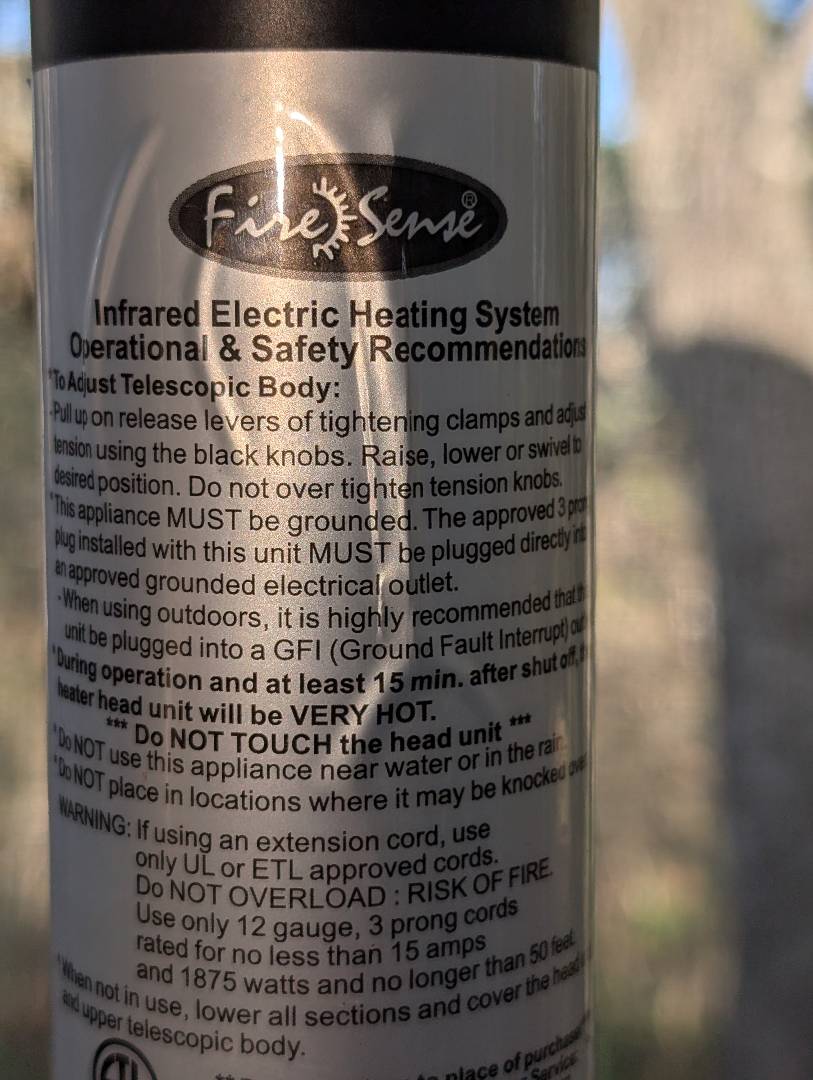 Fire Sense®
Infrared Electric Heating System
Operational & Safety Recommendations
*To Adjust Telescopic Body:
-Pull up on release levers of tightening clamps and adjust
tension using the black knobs. Raise, lower or swivel to
desired position. Do not over tighten tension knobs.
*This appliance MUST be grounded. The approved 3 pron
plug installed with this unit MUST be plugged directly into
an approved grounded electrical outlet.
-When using outdoors, it is highly recommended that th
unit be plugged into a GFI (Ground Fault Interrupt) out
*During operation and at least 15 min. after shut off, t
heater head unit will be VERY HOT.
*** Do NOT TOUCH the head unit ***
*Do NOT use this appliance near water or in the rain.
*Do NOT place in locations where it may be knocked over
WARNING: If using an extension cord, use
only UL or ETL approved cords.
Do NOT OVERLOAD : RISK OF FIRE.
Use only 12 gauge, 3 prong cords
rated for no less than 15 amps
and 1875 watts and no longer than 50 feet.
*When not in use, lower all sections and cover the head
and upper telescopic body.
place of purchase
Service: